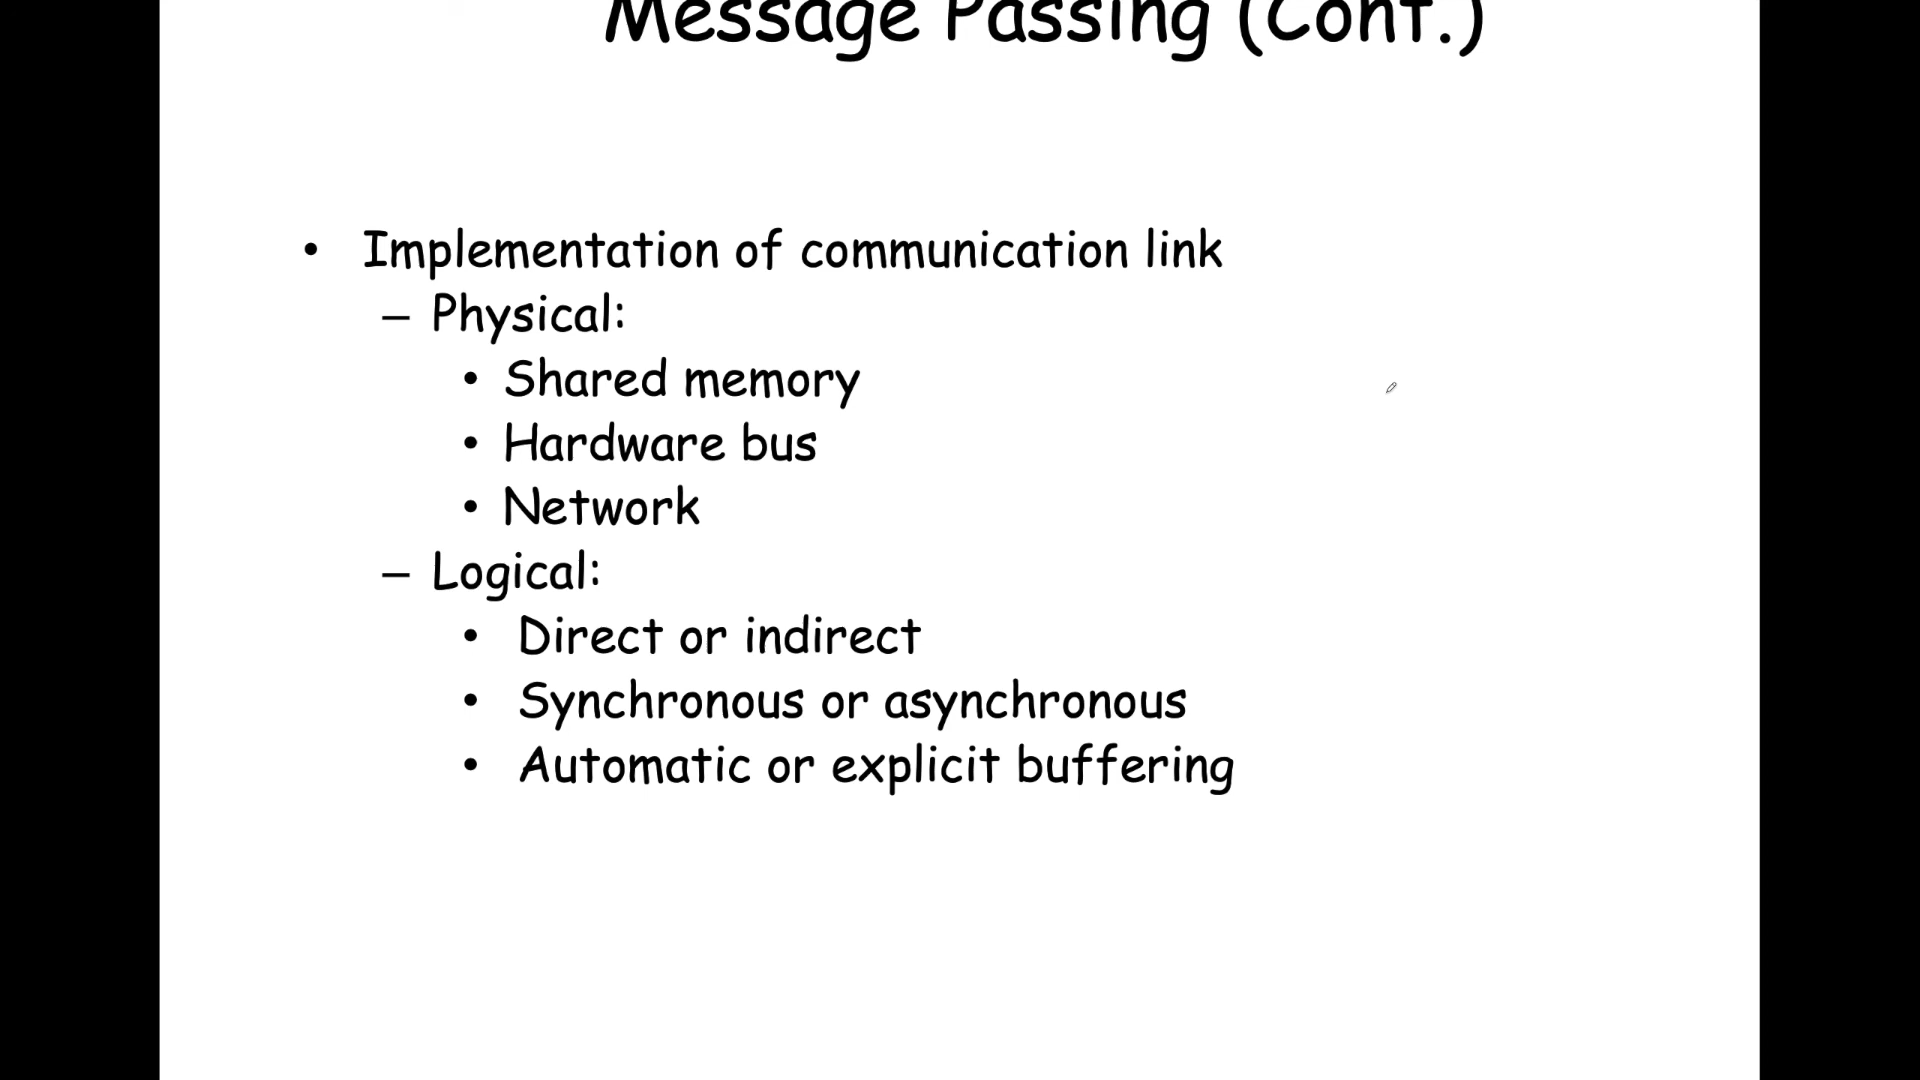 Message Passing (Cont.)
• Implementation of communication link
– Physical:
• Shared memory
• Hardware bus
• Network
– Logical:
• Direct or indirect
• Synchronous or asynchronous
• Automatic or explicit buffering